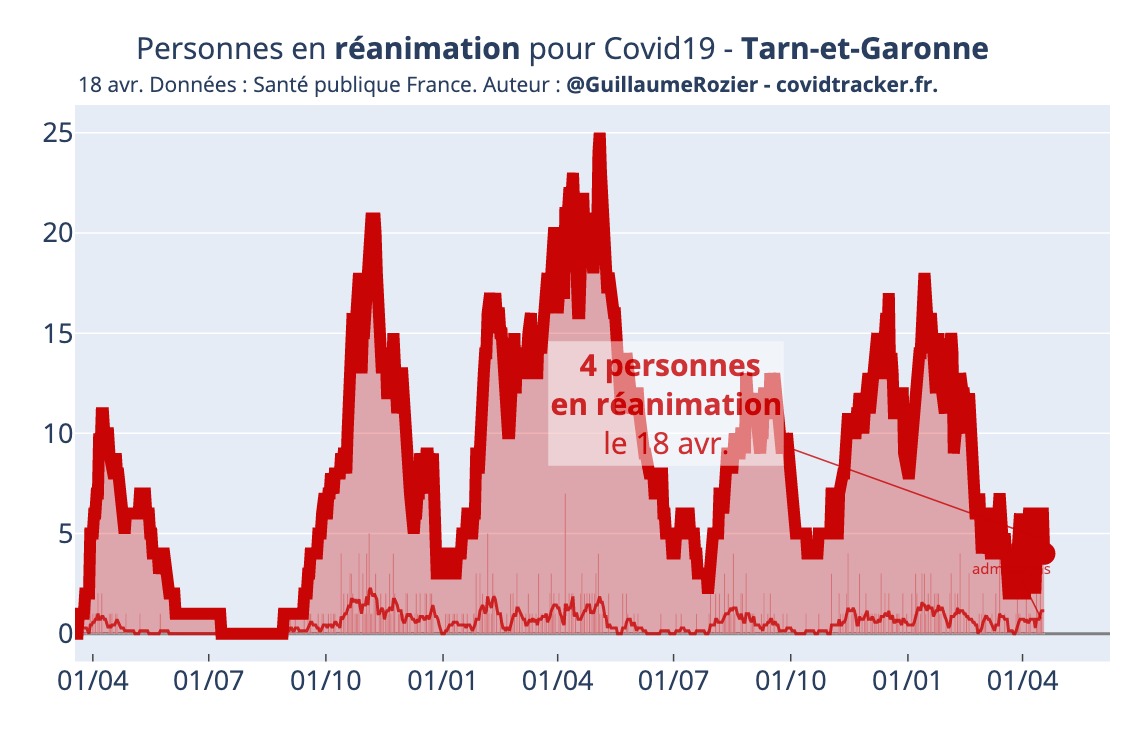 Personnes en réanimation pour Covid19 - Tarn-et-Garonne
18 avr. Données : Santé publique France. Auteur : @GuillaumeRozier - covidtracker.fr.
25
20
15
10
5
0
4 personnes
en réanimation
le 18 avr.
01/04 01/07 01/10 01/01 01/04 01/07 01/10 01/01 01/04